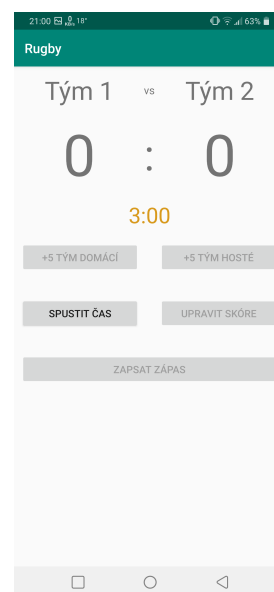 21:00 18° 63%
Rugby
Tým 1 vs Tým 2
0 : 0
3:00
+5 TÝM DOMÁCÍ +5 TÝM HOSTÉ
SPUSTIT ČAS UPRAVIT SKÓRE
ZAPSAT ZÁPAS